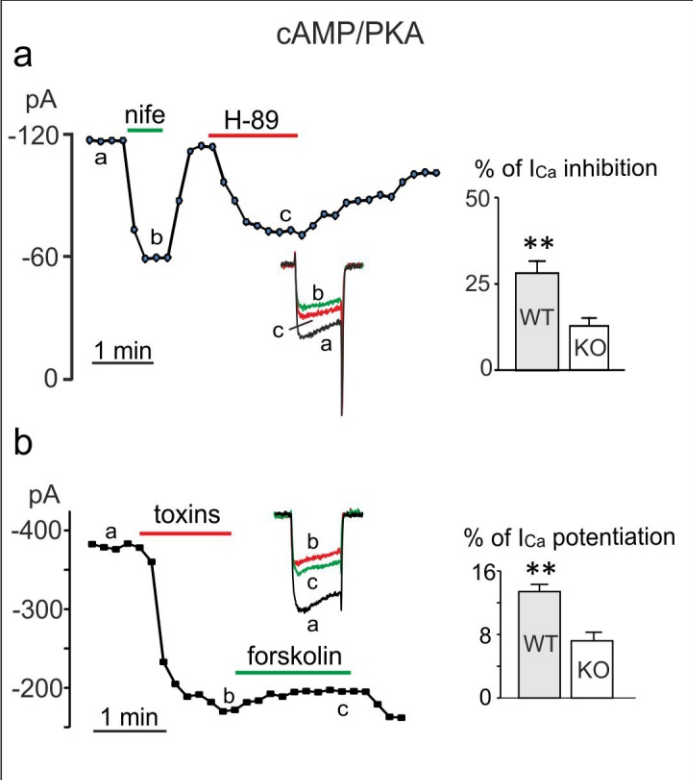 cAMP/PKA
a
pA
nife
H-89
-120
a
% of ICa inhibition
50
**
c
b
-60
25
b
WT
c
KO
a
1 min
0
0
b
pA
toxins
-400
a
% of ICa potentiation
b
16
**
c
-300
a
WT
8
forskolin
KO
-200
b
c
0
1 min